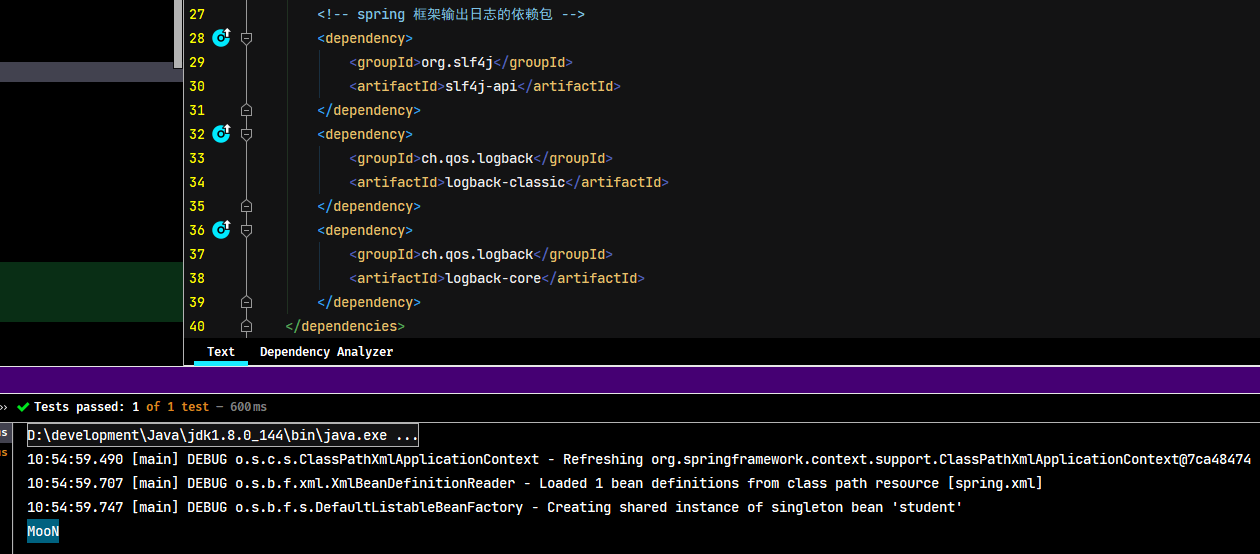 27 <!-- spring 框架输出日志的依赖包 -->
28 <dependency>
29 <groupId>org.slf4j</groupId>
30 <artifactId>slf4j-api</artifactId>
31 </dependency>
32 <dependency>
33 <groupId>ch.qos.logback</groupId>
34 <artifactId>logback-classic</artifactId>
35 </dependency>
36 <dependency>
37 <groupId>ch.qos.logback</groupId>
38 <artifactId>logback-core</artifactId>
39 </dependency>
40 </dependencies>
Text Dependency Analyzer
›› Tests passed: 1 of 1 test – 600 ms
D:\development\Java\jdk1.8.0_144\bin\java.exe ...
10:54:59.490 [main] DEBUG o.s.c.s.ClassPathXmlApplicationContext - Refreshing org.springframework.context.support.ClassPathXmlApplicationContext@7ca48474
10:54:59.707 [main] DEBUG o.s.b.f.xml.XmlBeanDefinitionReader - Loaded 1 bean definitions from class path resource [spring.xml]
10:54:59.747 [main] DEBUG o.s.b.f.s.DefaultListableBeanFactory - Creating shared instance of singleton bean 'student'
MooN